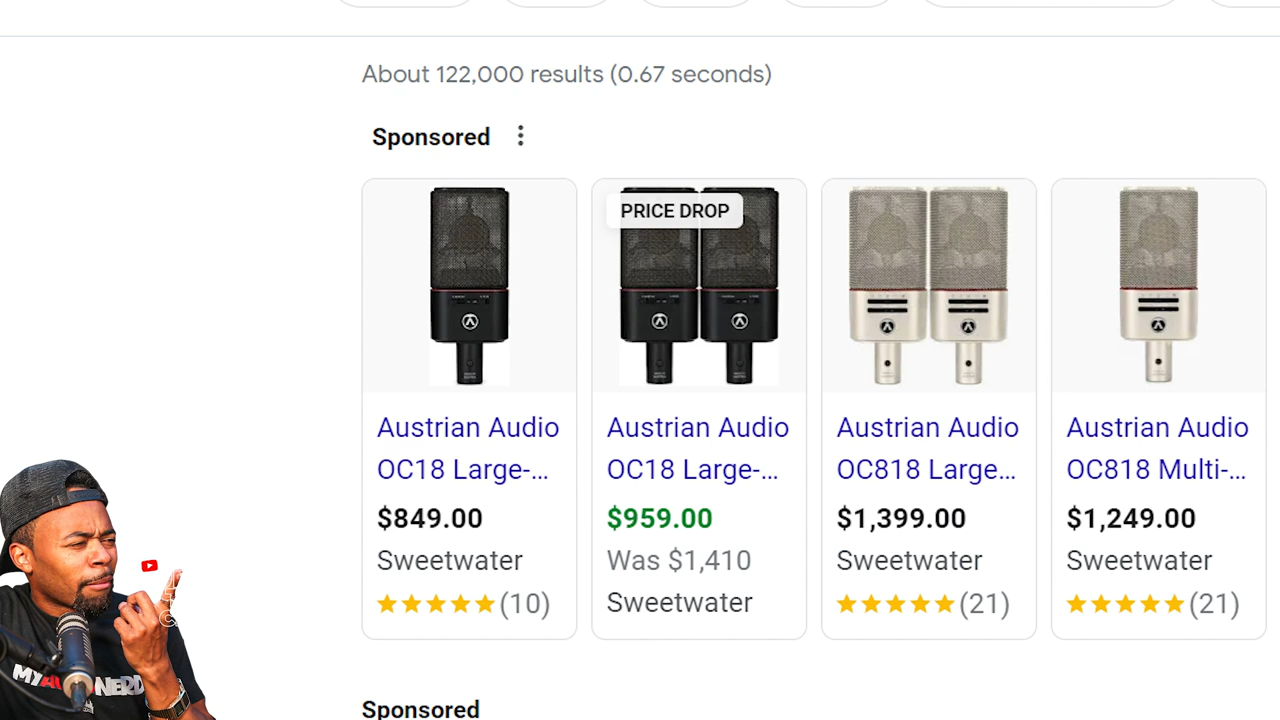 About 122,000 results (0.67 seconds)
Sponsored
PRICE DROP
Austrian Audio
OC18 Large-...
$849.00
Sweetwater
(10)
Austrian Audio
OC18 Large-...
$959.00
Was $1,410
Sweetwater
Austrian Audio
OC818 Large...
$1,399.00
Sweetwater
(21)
Austrian Audio
OC818 Multi-...
$1,249.00
Sweetwater
(21)
Sponsored